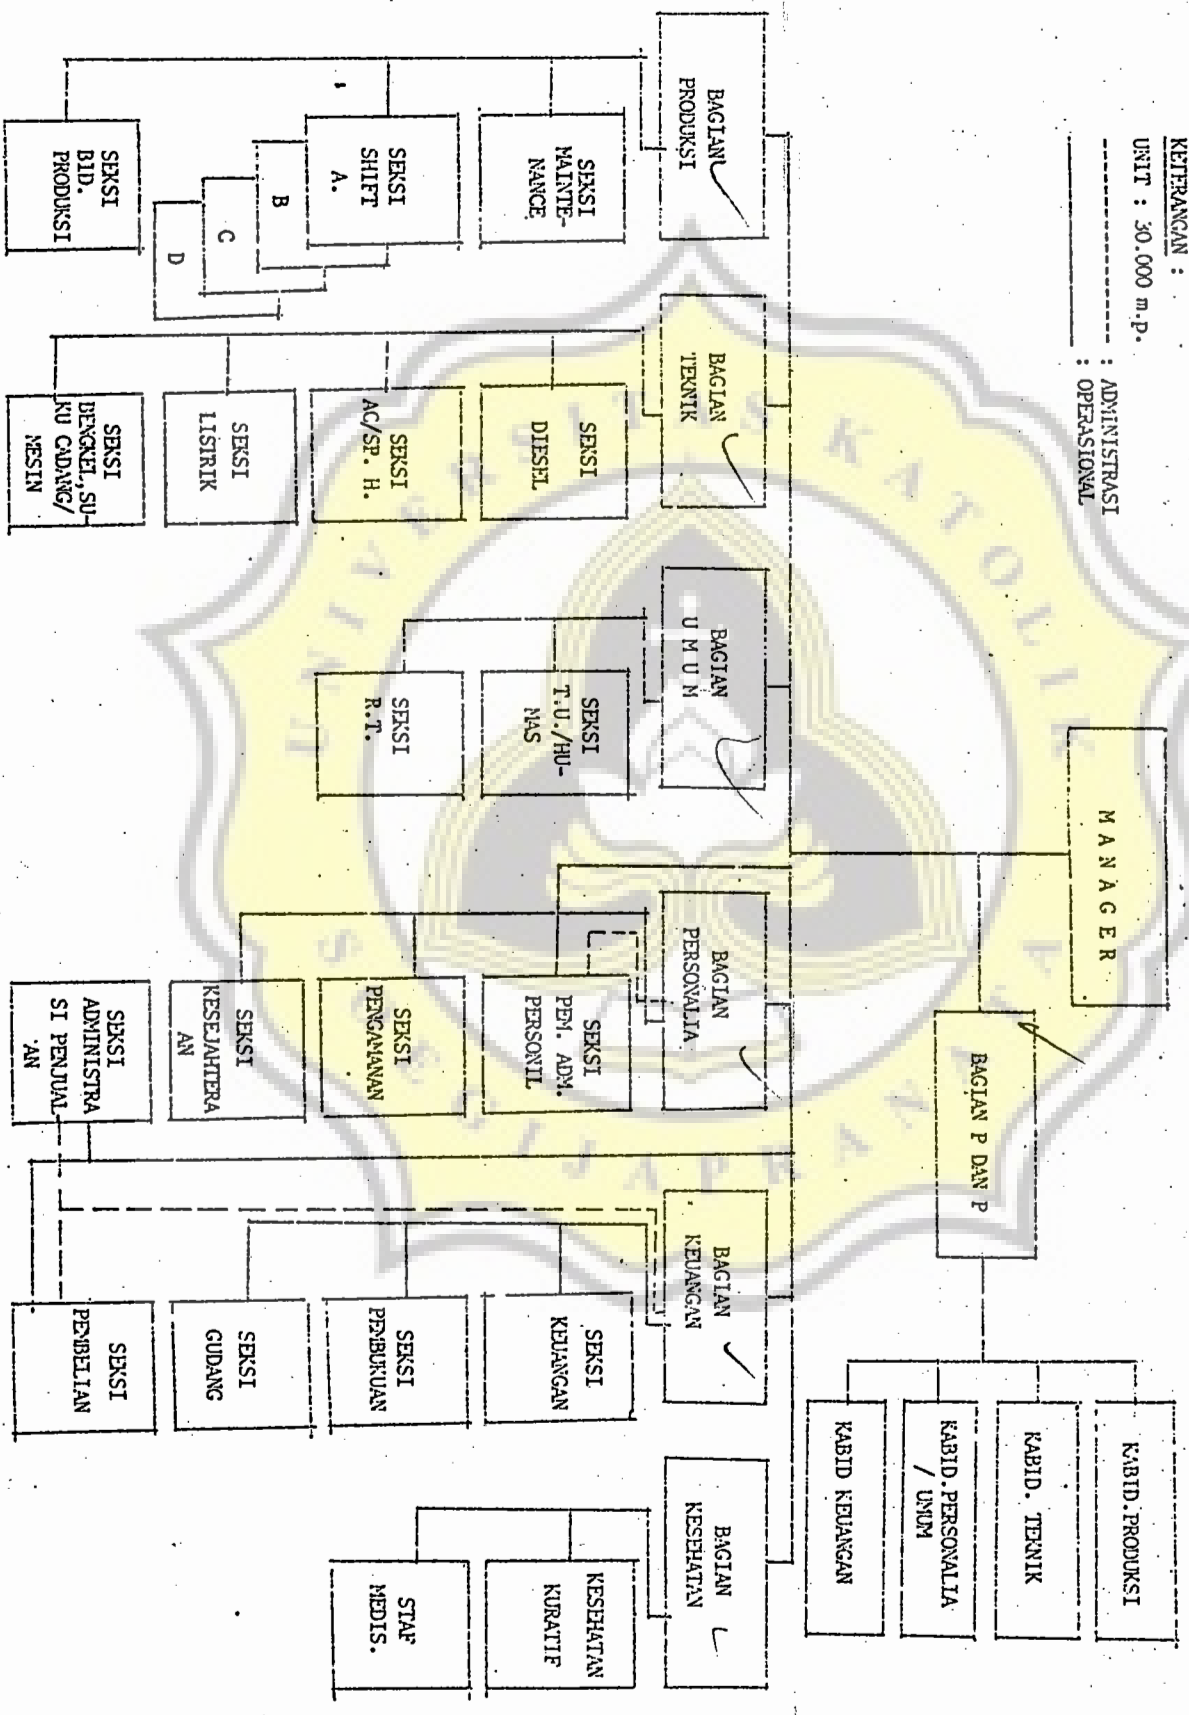 KETERANGAN :
UNIT : 30.000 m.p.
------------ : ADMINISTRASI
____________ : OPERASIONAL
M A N A G E R
BAGIAN P DAN P
KABID.PRODUKSI
KABID. TEKNIK
KABID.PERSONALIA
/ UMUM
KABID KEUANGAN
BAGIAN
PRODUKSI
BAGIAN
TEKNIK
BAGIAN
U M U M
BAGIAN
PERSONALIA
BAGIAN
KEUANGAN
BAGIAN
KESEHATAN
SEKSI
MAINTE-
NANCE
SEKSI
SHIFT
A.
B
C
D
SEKSI
BID.
PRODUKSI
SEKSI
DIESEL
SEKSI
AC/SP. H.
SEKSI
LISTRIK
SEKSI
BENGKEL,SU-
KU CADANG/
MESIN
SEKSI
T.U./HU-
MAS
SEKSI
R.T.
SEKSI
PEM. ADM.
PERSONIL
SEKSI
PENGAMANAN
SEKSI
KESEJAHTERA
AN
SEKSI
ADMINISTRA
SI PENJUAL
AN
SEKSI
KEUANGAN
SEKSI
PEMBUKUAN
SEKSI
GUDANG
SEKSI
PEMBELIAN
KESEHATAN
KURATIF
STAF
MEDIS.
UNIVERSITAS KATOLIK
SOEGIJAPRANATA